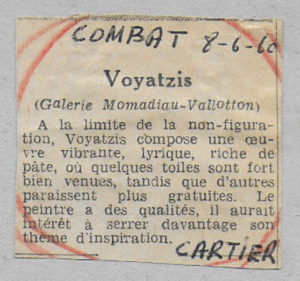 COMBAT 8-6-60
Voyatzis
(Galerie Momadiau-Vallotton)
A la limite de la non-figura-
tion, Voyatzis compose une œu-
vre vibrante, lyrique, riche de
pâte, où quelques toiles sont fort
bien venues, tandis que d'autres
paraissent plus gratuites. Le
peintre a des qualités, il aurait
intérêt à serrer davantage son
thème d'inspiration.
CARTIER